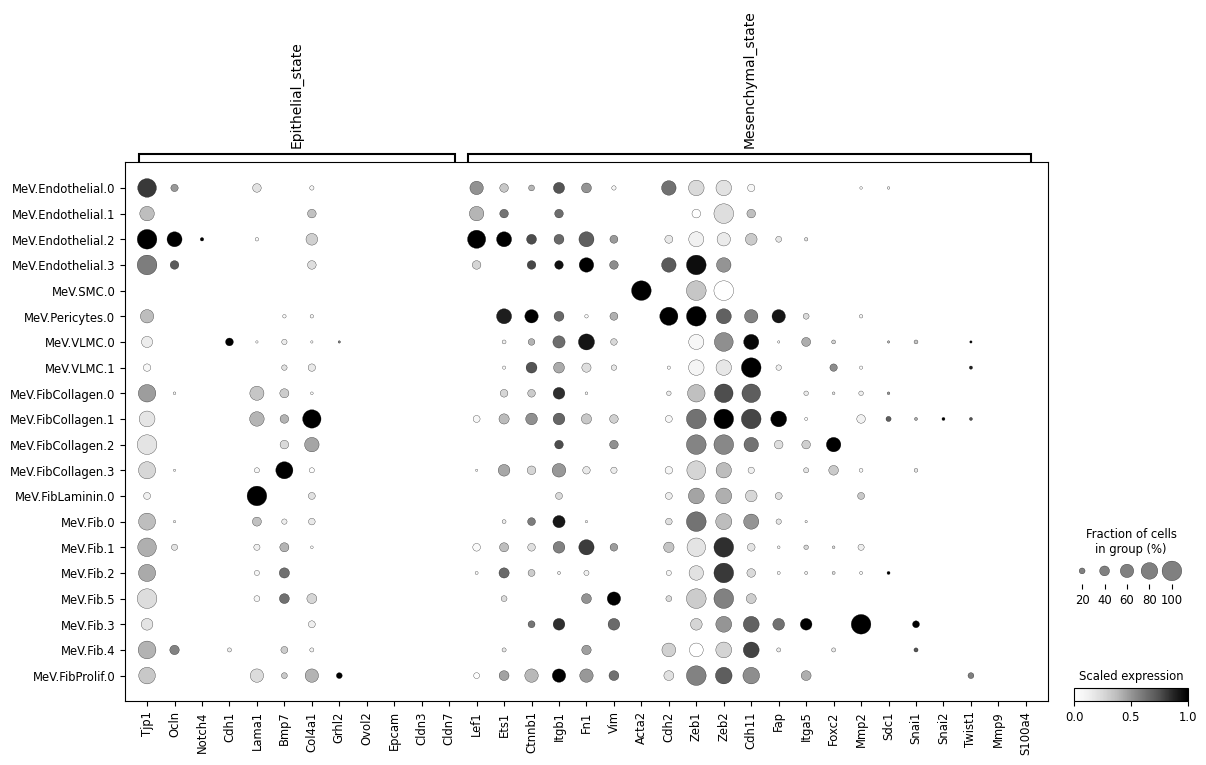 Epithelial_state
Mesenchymal_state
MeV.Endothelial.0
MeV.Endothelial.1
MeV.Endothelial.2
MeV.Endothelial.3
MeV.SMC.0
MeV.Pericytes.0
MeV.VLMC.0
MeV.VLMC.1
MeV.FibCollagen.0
MeV.FibCollagen.1
MeV.FibCollagen.2
MeV.FibCollagen.3
MeV.FibLaminin.0
MeV.Fib.0
MeV.Fib.1
MeV.Fib.2
MeV.Fib.5
MeV.Fib.3
MeV.Fib.4
MeV.FibProlif.0
Tjp1
Ocln
Notch4
Cdh1
Lama1
Bmp7
Col4a1
Grhl2
Ovol2
Epcam
Cldn3
Cldn7
Lef1
Ets1
Ctnnb1
Itgb1
Fn1
Vim
Acta2
Cdh2
Zeb1
Zeb2
Cdh11
Fap
Itga5
Foxc2
Mmp2
Sdc1
Snai1
Snai2
Twist1
Mmp9
S100a4
Fraction of cells
in group (%)
20 40 60 80 100
Scaled expression
0.0 0.5 1.0